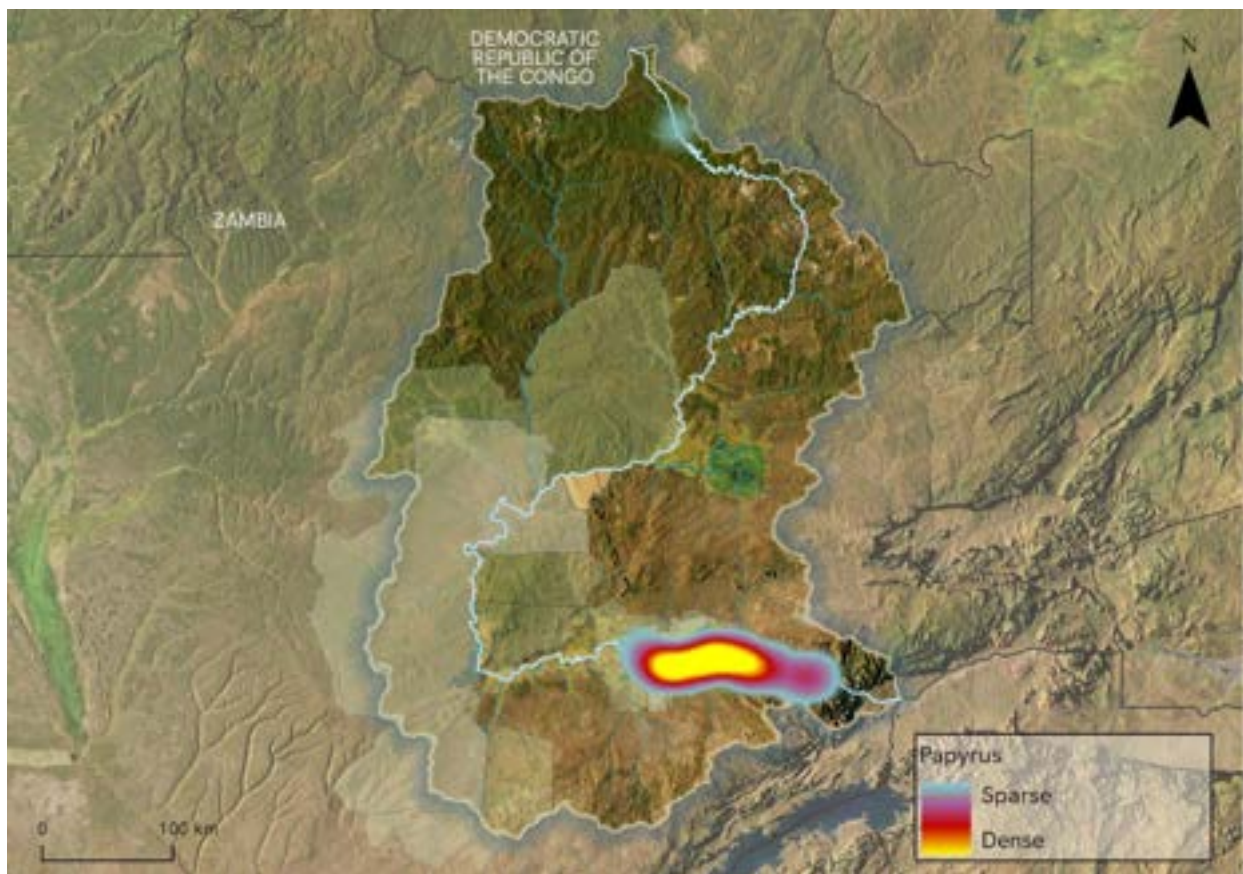 DEMOCRATIC
REPUBLIC OF
THE CONGO
N
ZAMBIA
Papyrus
Sparse
Dense
0 100 km